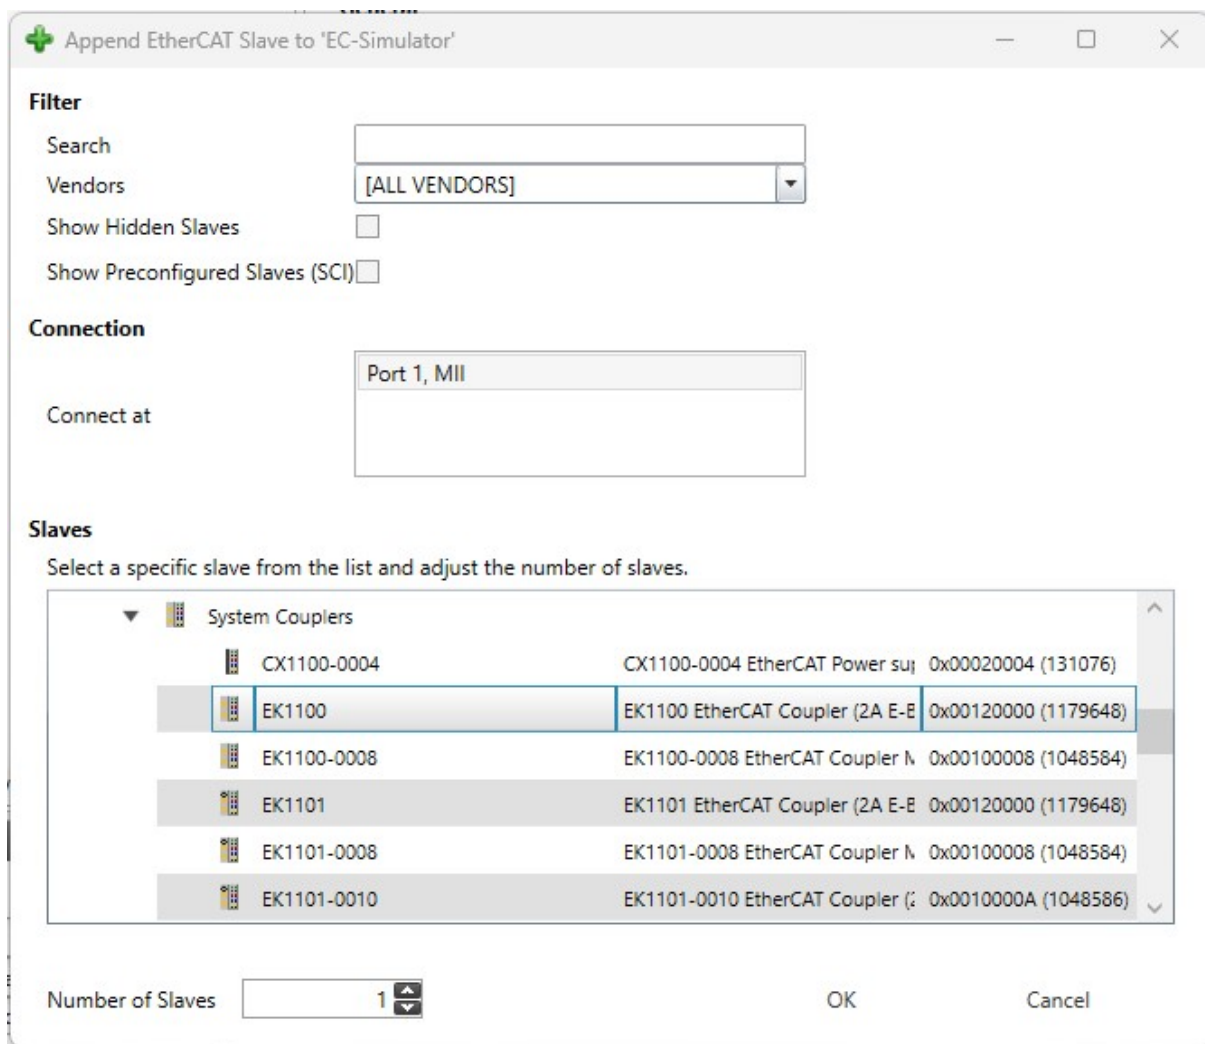 Append EtherCAT Slave to 'EC-Simulator'
Filter
Search
Vendors [ALL VENDORS]
Show Hidden Slaves
Show Preconfigured Slaves (SCI)
Connection
Port 1, MII
Connect at
Slaves
Select a specific slave from the list and adjust the number of slaves.
System Couplers
CX1100-0004 CX1100-0004 EtherCAT Power sup 0x00020004 (131076)
EK1100 EK1100 EtherCAT Coupler (2A E-B 0x00120000 (1179648)
EK1100-0008 EK1100-0008 EtherCAT Coupler 0x00100008 (1048584)
EK1101 EK1101 EtherCAT Coupler (2A E-B 0x00120000 (1179648)
EK1101-0008 EK1101-0008 EtherCAT Coupler 0x00100008 (1048584)
EK1101-0010 EK1101-0010 EtherCAT Coupler (2 0x0010000A (1048586)
Number of Slaves 1 OK Cancel